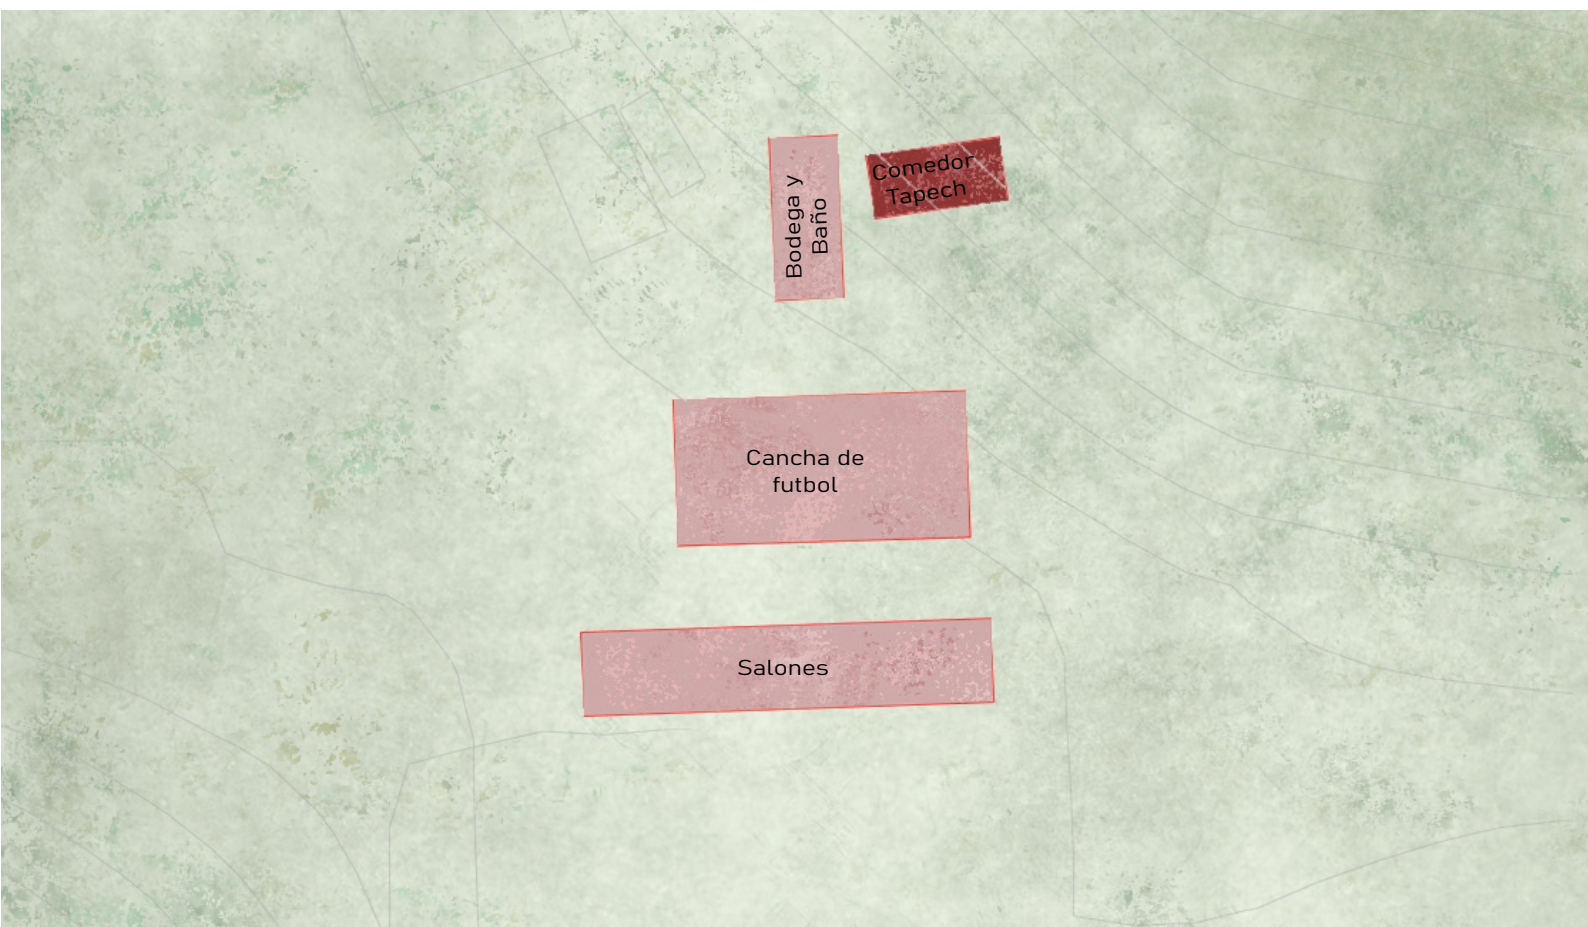 Bodega y
Baño
Comedor
Tapech
Cancha de
futbol
Salones